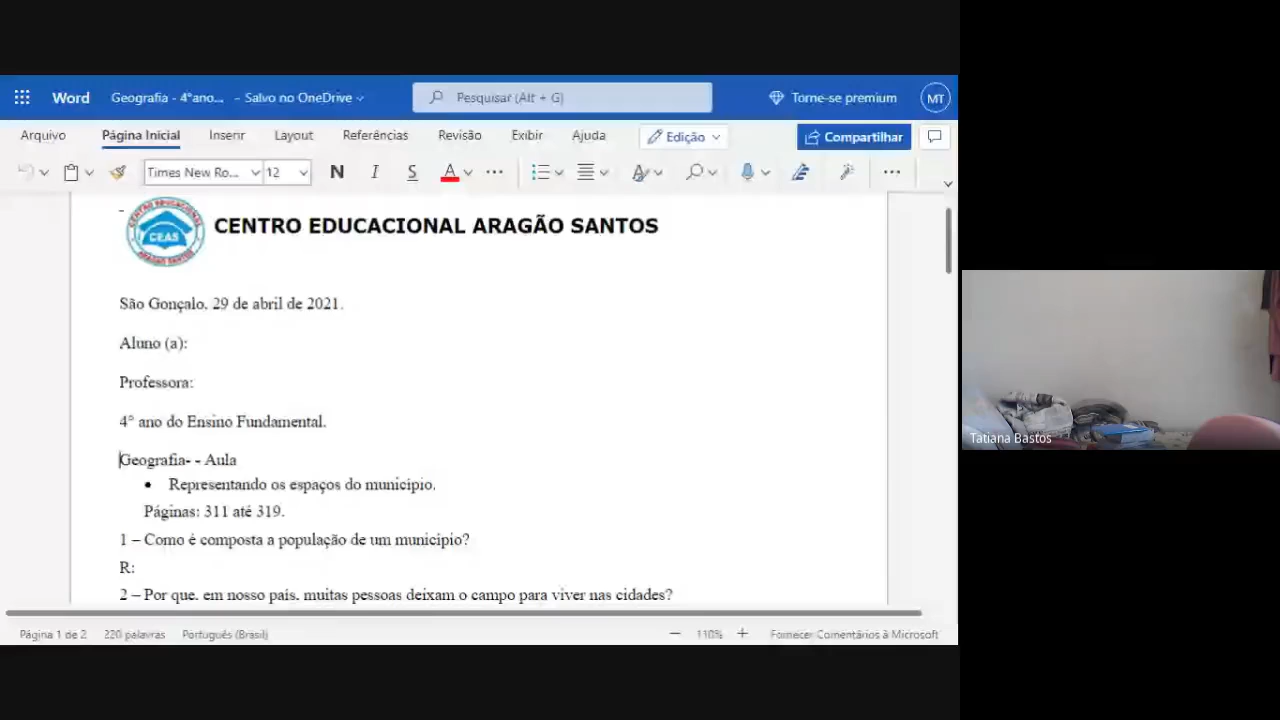 Word
Geografia - 4°ano... - Salvo no OneDrive
Pesquisar (Alt + G)
Torne-se premium
MT
Arquivo Página Inicial Inserir Layout Referências Revisão Exibir Ajuda Edição Compartilhar
Times New Ro... 12 N I S A
CENTRO EDUCACIONAL
CEAS
ARAGÃO SANTOS
CENTRO EDUCACIONAL ARAGÃO SANTOS
São Gonçalo, 29 de abril de 2021.
Aluno (a):
Professora:
4° ano do Ensino Fundamental.
Geografia- - Aula
• Representando os espaços do município.
Páginas: 311 até 319.
1 – Como é composta a população de um município?
R:
2 – Por que, em nosso país, muitas pessoas deixam o campo para viver nas cidades?
Página 1 de 2 220 palavras Português (Brasil) 110% Fornecer Comentários à Microsoft
Tatiana Bastos